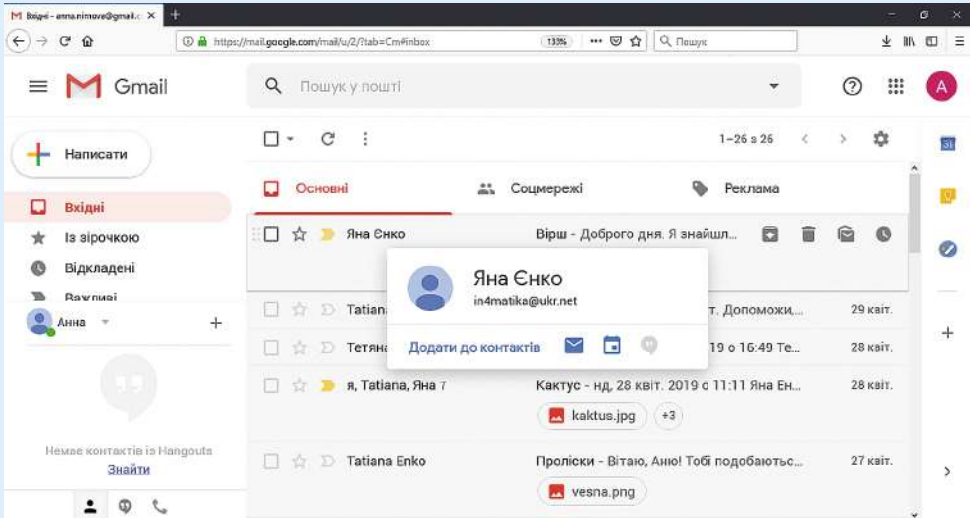 Вхідні - anna.nimova@gmail.c
https://mail.google.com/mail/u/2/?tab=Cm#inbox
133%
Пошук
Gmail
Пошук у пошті
A
Написати
1–26 з 26
31
Основні
Соцмережі
Реклама
Вхідні
Із зірочкою
Відкладені
Важливі
Анна
Яна Єнко
Вірш - Доброго дня. Я знайшл...
Яна Єнко
in4matika@ukr.net
Додати до контактів
Tatian
т. Допоможи,...
29 квіт.
Тетяна
19 о 16:49 Те...
28 квіт.
я, Tatiana, Яна 7
Кактус - нд, 28 квіт. 2019 о 11:11 Яна Ен...
28 квіт.
kaktus.jpg
+3
Tatiana Enko
Проліски - Вітаю, Аню! Тобі подобаютьс...
27 квіт.
vesna.png
Немає контактів із Hangouts
Знайти